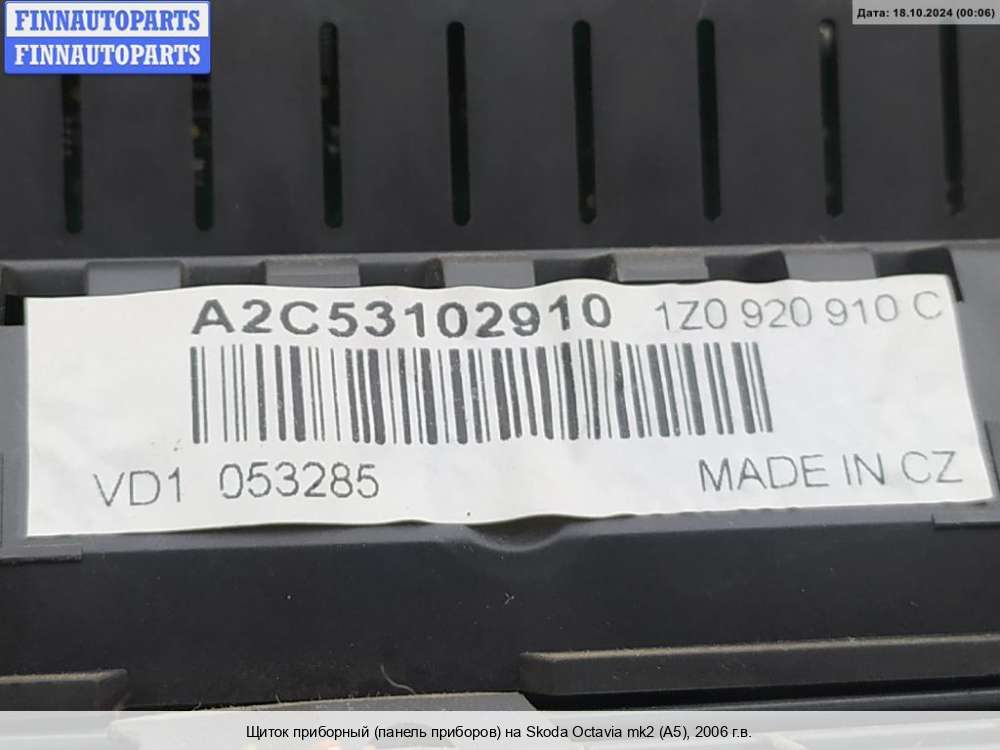 FINNAUTOPARTS
FINNAUTOPARTS
Дата: 18.10.2024 (00:06)
A2C53102910 1Z0 920 910 C
VD1 053285 MADE IN CZ
Щиток приборный (панель приборов) на Skoda Octavia mk2 (A5), 2006 г.в.